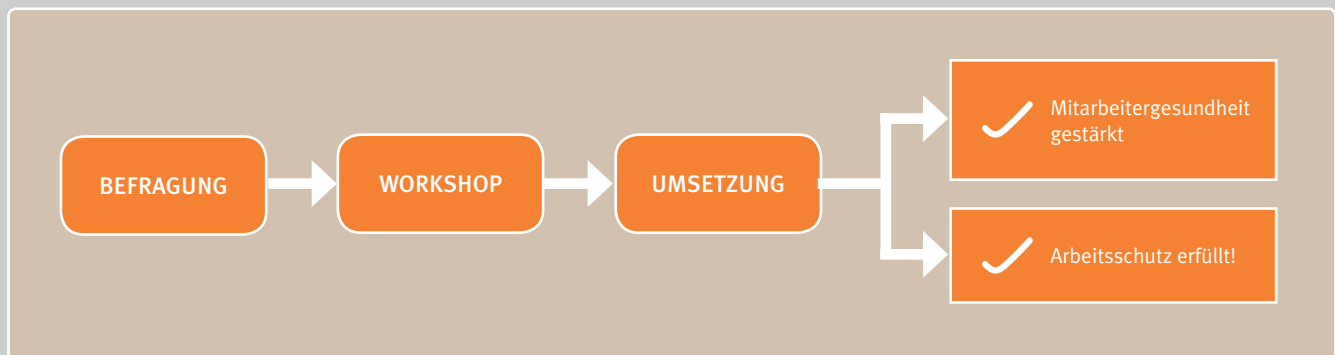 BEFRAGUNG
WORKSHOP
UMSETZUNG
Mitarbeitergesundheit
gestärkt
Arbeitsschutz erfüllt!